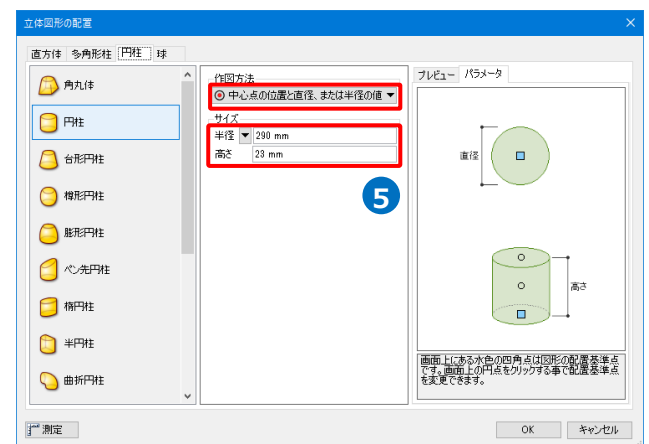 立体図形の配置
直方体 多角形柱 円柱 球
角丸体
円柱
台形円柱
樽形円柱
膨形円柱
ペン先円柱
楕円柱
半円柱
曲折円柱
作図方法
中心点の位置と直径、または半径の値
サイズ
半径 290 mm
高さ 23 mm
5
プレビュー パラメータ
直径
高さ
画面上にある水色の四角点は図形の配置基準点
です。画面上の円点をクリックする事で配置基準点
を変更できます。
測定
OK キャンセル